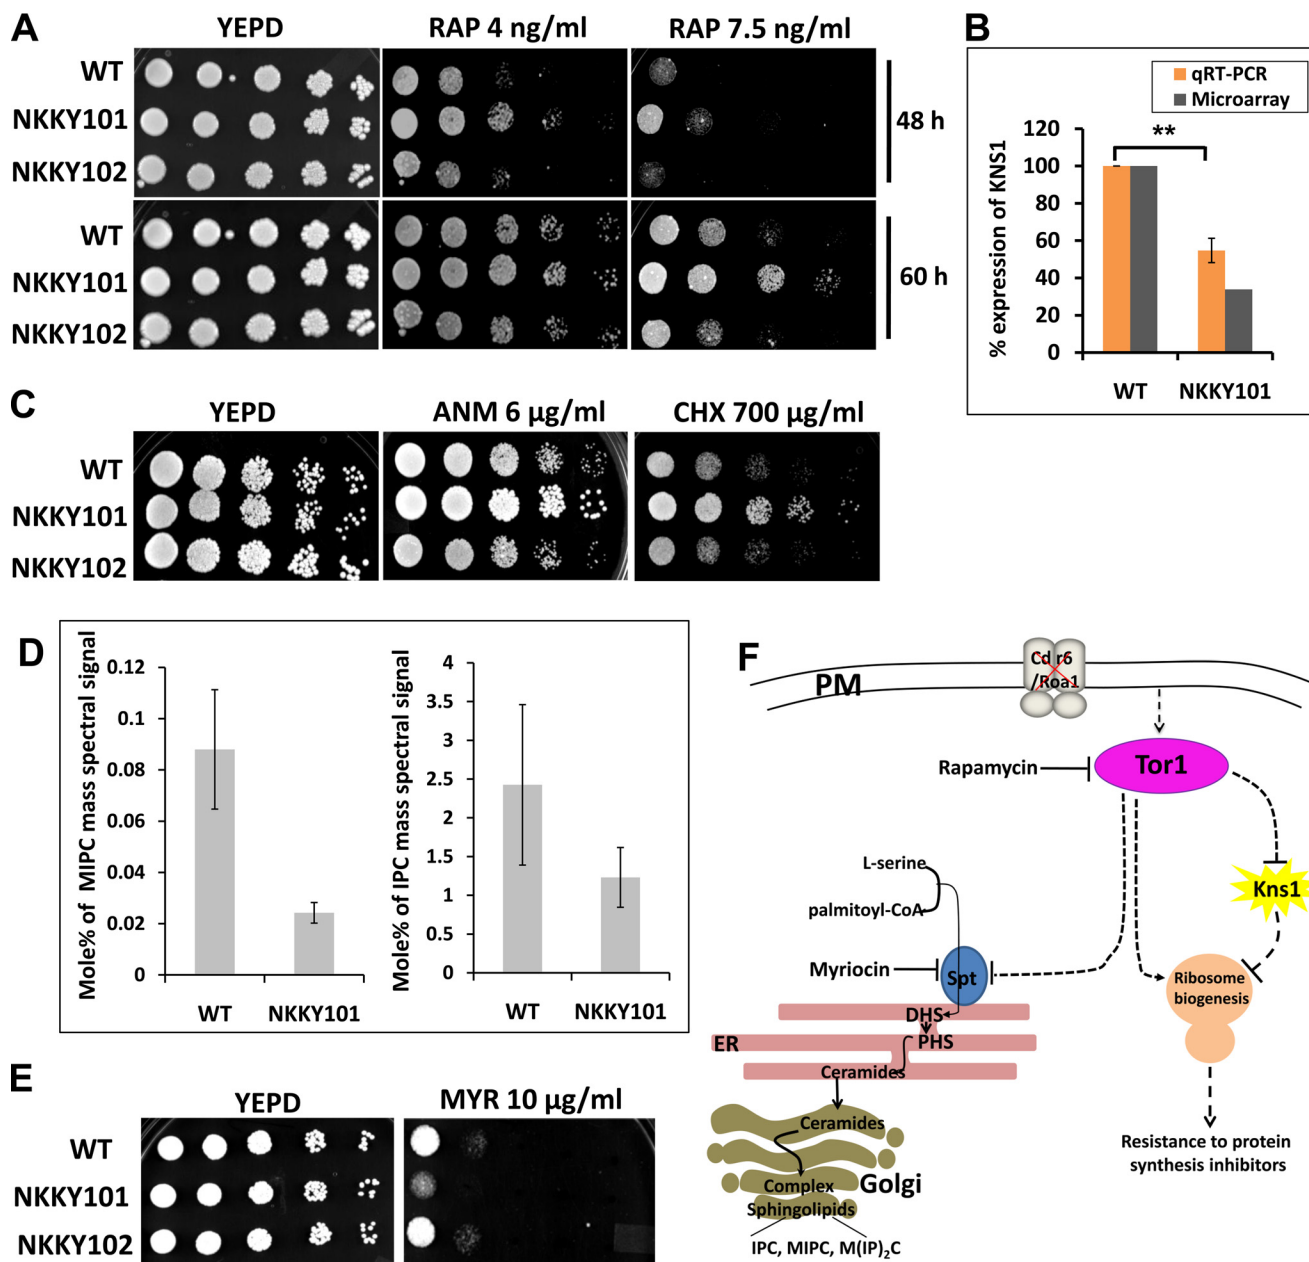 A
YEPD
RAP 4 ng/ml
RAP 7.5 ng/ml
WT
NKKY101
NKKY102
48 h
WT
NKKY101
NKKY102
60 h
B
qRT-PCR
Microarray
% expression of KNS1
120
100
80
60
40
20
0
**
WT
NKKY101
C
YEPD
ANM 6 µg/ml
CHX 700 µg/ml
WT
NKKY101
NKKY102
D
Mole% of MIPC mass spectral signal
0.12
0.1
0.08
0.06
0.04
0.02
0
WT
NKKY101
Mole% of IPC mass spectral signal
4
3.5
3
2.5
2
1.5
1
0.5
0
WT
NKKY101
E
YEPD
MYR 10 µg/ml
WT
NKKY101
NKKY102
F
PM
Cdr6
/Roa1
Rapamycin
Tor1
L-serine
palmitoyl-CoA
Kns1
Myriocin
Spt
Ribosome
biogenesis
DHS
ER
PHS
Ceramides
Ceramides
Golgi
Complex
Sphingolipids
IPC, MIPC, M(IP)₂C
Resistance to protein
synthesis inhibitors